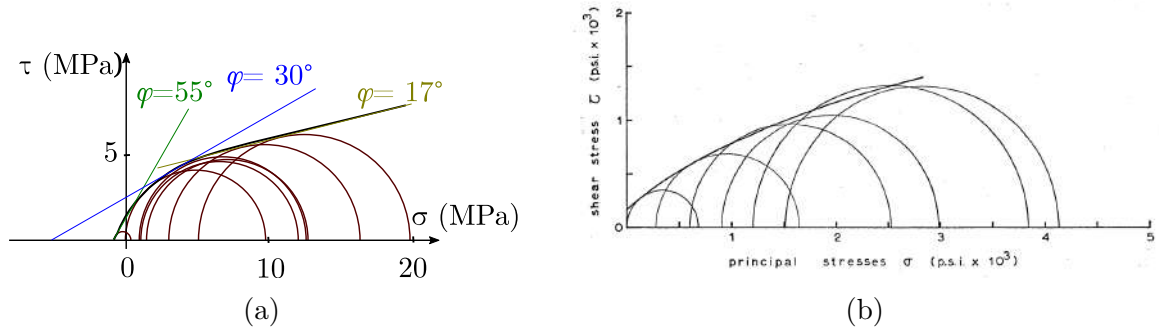 τ (MPa)
φ=55°
φ= 30°
φ= 17°
5
σ (MPa)
0
10
20
(a)
shear stress τ (p.s.i. x 10³)
2
1
0
0
1
2
3
4
5
principal stresses σ (p.s.i. x 10³)
(b)